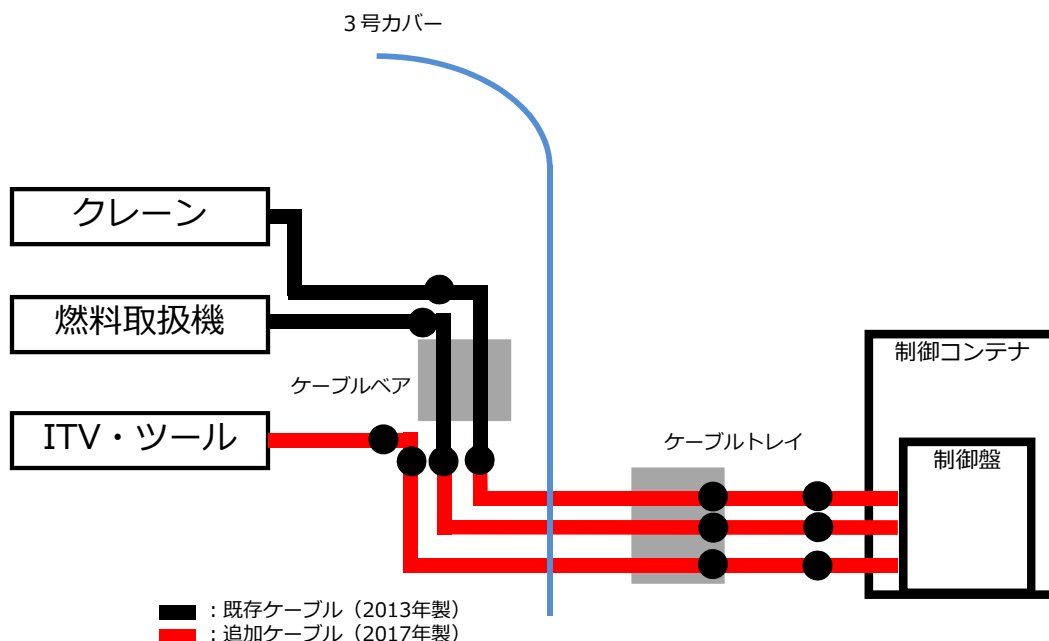 ３号カバー
クレーン
燃料取扱機
制御コンテナ
ケーブルベア
ITV・ツール
ケーブルトレイ
制御盤
：既存ケーブル（2013年製）
：追加ケーブル（2017年製）